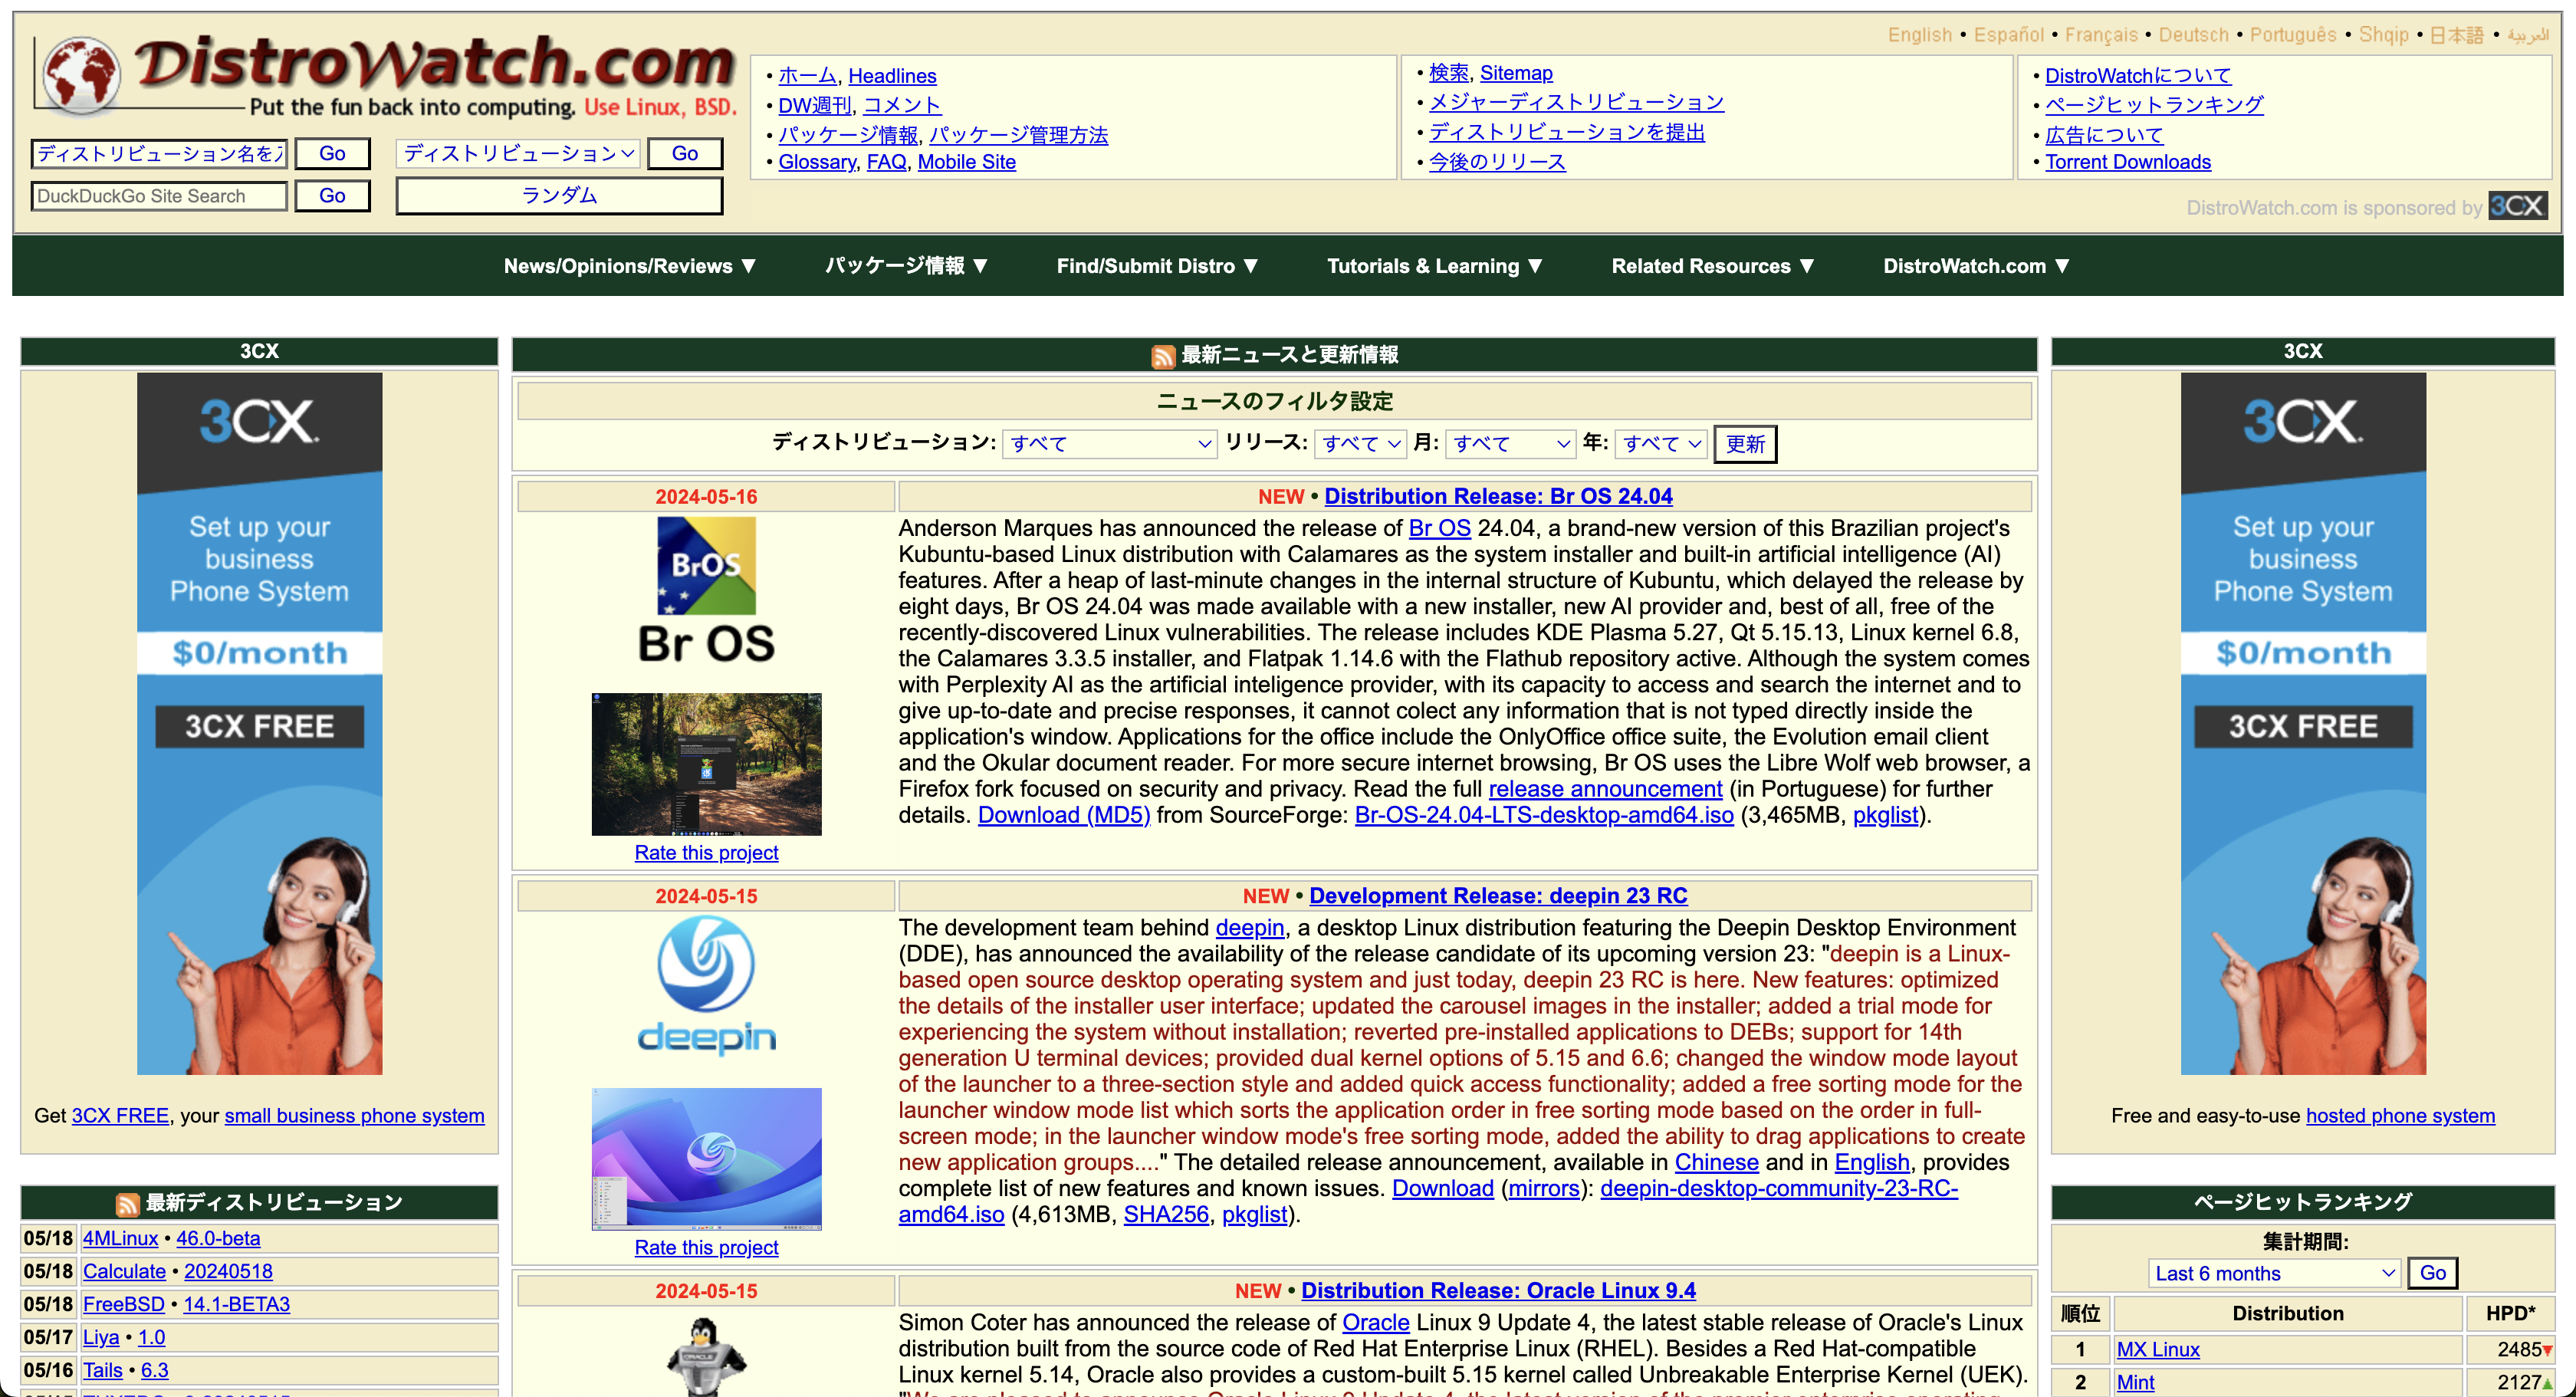 English • Español • Français • Deutsch • Português • Shqip • 日本語 • العربية
DistroWatch.com
Put the fun back into computing. Use Linux, BSD.
ディストリビューション名を Go ディストリビューション Go
DuckDuckGo Site Search Go ランダム
• ホーム, Headlines
• DW週刊, コメント
• パッケージ情報, パッケージ管理方法
• Glossary, FAQ, Mobile Site
• 検索, Sitemap
• メジャーディストリビューション
• ディストリビューションを提出
• 今後のリリース
• DistroWatchについて
• ページヒットランキング
• 広告について
• Torrent Downloads
DistroWatch.com is sponsored by 3CX
News/Opinions/Reviews ▼ パッケージ情報 ▼ Find/Submit Distro ▼ Tutorials & Learning ▼ Related Resources ▼ DistroWatch.com ▼
3CX
3CX.
Set up your
business
Phone System
$0/month
3CX FREE
Get 3CX FREE, your small business phone system
最新ディストリビューション
05/18 4MLinux • 46.0-beta
05/18 Calculate • 20240518
05/18 FreeBSD • 14.1-BETA3
05/17 Liya • 1.0
05/16 Tails • 6.3
最新ニュースと更新情報
ニュースのフィルタ設定
ディストリビューション: すべて リリース: すべて 月: すべて 年: すべて 更新
2024-05-16 NEW • Distribution Release: Br OS 24.04
BrOS
Br OS
Rate this project
Anderson Marques has announced the release of Br OS 24.04, a brand-new version of this Brazilian project's
Kubuntu-based Linux distribution with Calamares as the system installer and built-in artificial intelligence (AI)
features. After a heap of last-minute changes in the internal structure of Kubuntu, which delayed the release by
eight days, Br OS 24.04 was made available with a new installer, new AI provider and, best of all, free of the
recently-discovered Linux vulnerabilities. The release includes KDE Plasma 5.27, Qt 5.15.13, Linux kernel 6.8,
the Calamares 3.3.5 installer, and Flatpak 1.14.6 with the Flathub repository active. Although the system comes
with Perplexity AI as the artificial inteligence provider, with its capacity to access and search the internet and to
give up-to-date and precise responses, it cannot colect any information that is not typed directly inside the
application's window. Applications for the office include the OnlyOffice office suite, the Evolution email client
and the Okular document reader. For more secure internet browsing, Br OS uses the Libre Wolf web browser, a
Firefox fork focused on security and privacy. Read the full release announcement (in Portuguese) for further
details. Download (MD5) from SourceForge: Br-OS-24.04-LTS-desktop-amd64.iso (3,465MB, pkglist).
2024-05-15 NEW • Development Release: deepin 23 RC
deepin
Rate this project
The development team behind deepin, a desktop Linux distribution featuring the Deepin Desktop Environment
(DDE), has announced the availability of the release candidate of its upcoming version 23: "deepin is a Linux-
based open source desktop operating system and just today, deepin 23 RC is here. New features: optimized
the details of the installer user interface; updated the carousel images in the installer; added a trial mode for
experiencing the system without installation; reverted pre-installed applications to DEBs; support for 14th
generation U terminal devices; provided dual kernel options of 5.15 and 6.6; changed the window mode layout
of the launcher to a three-section style and added quick access functionality; added a free sorting mode for the
launcher window mode list which sorts the application order in free sorting mode based on the order in full-
screen mode; in the launcher window mode's free sorting mode, added the ability to drag applications to create
new application groups...." The detailed release announcement, available in Chinese and in English, provides
complete list of new features and known issues. Download (mirrors): deepin-desktop-community-23-RC-
amd64.iso (4,613MB, SHA256, pkglist).
2024-05-15 NEW • Distribution Release: Oracle Linux 9.4
ORACLE
Simon Coter has announced the release of Oracle Linux 9 Update 4, the latest stable release of Oracle's Linux
distribution built from the source code of Red Hat Enterprise Linux (RHEL). Besides a Red Hat-compatible
Linux kernel 5.14, Oracle also provides a custom-built 5.15 kernel called Unbreakable Enterprise Kernel (UEK).
3CX
3CX.
Set up your
business
Phone System
$0/month
3CX FREE
Free and easy-to-use hosted phone system
ページヒットランキング
集計期間:
Last 6 months Go
順位 Distribution HPD*
1 MX Linux 2485
2 Mint 2127